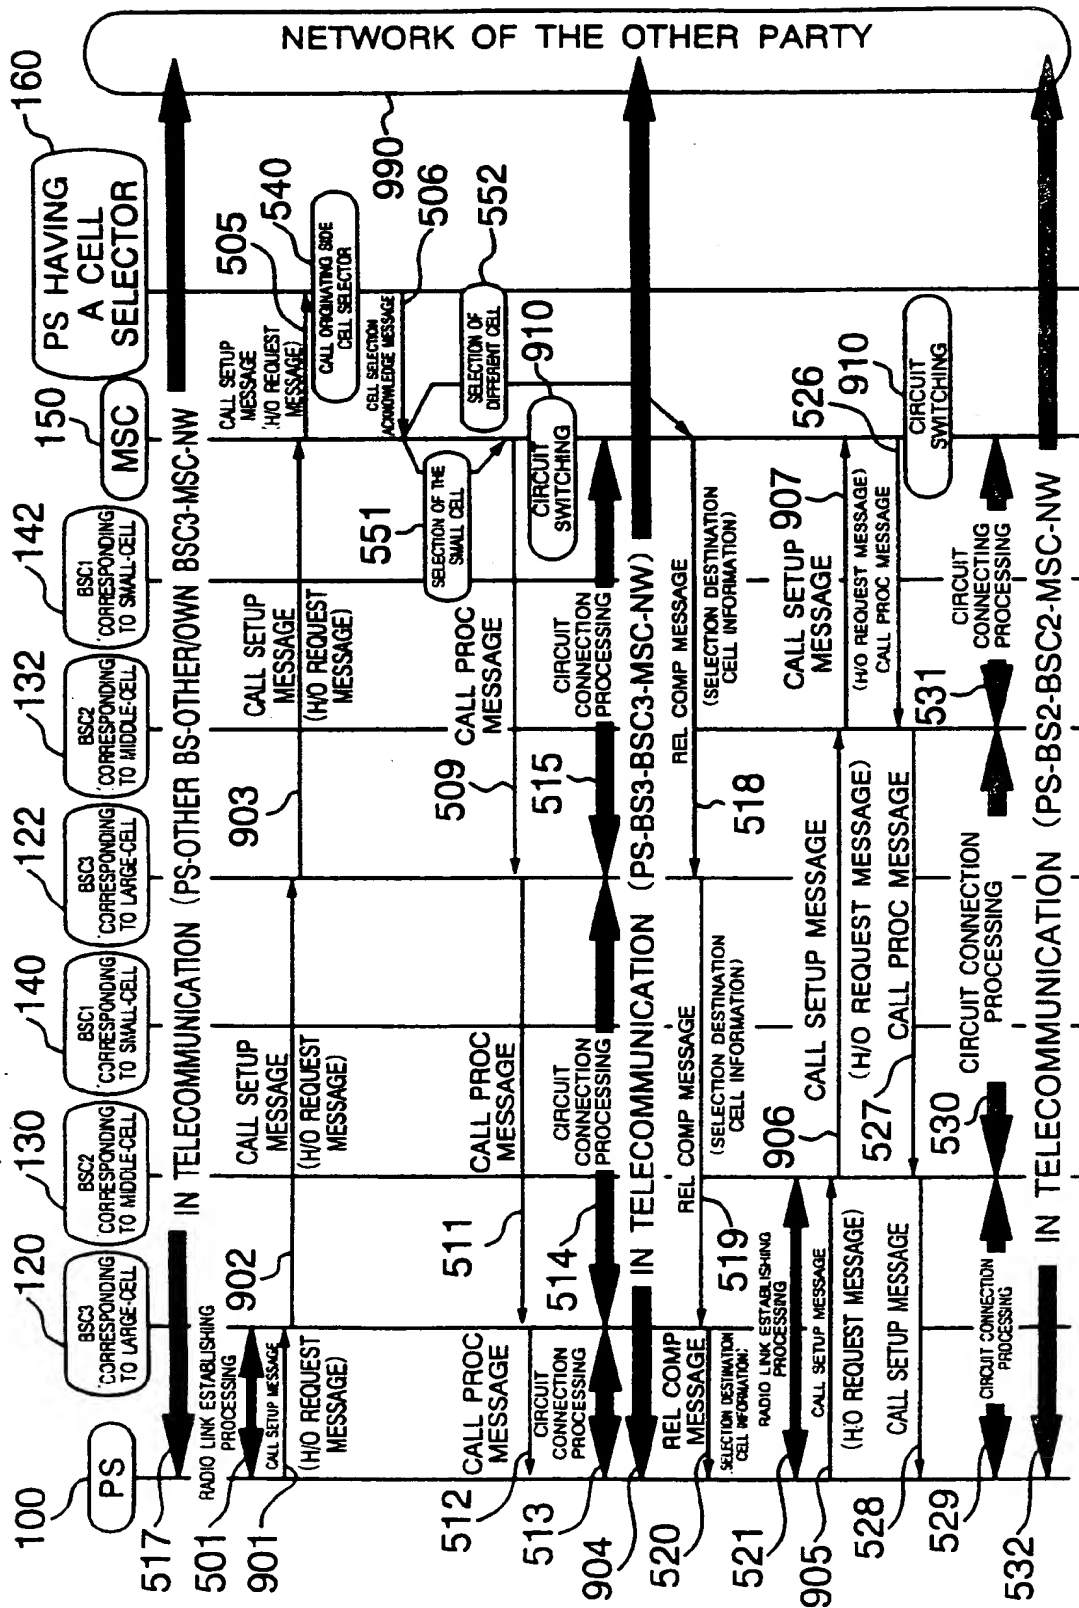 100
PS
120
BSC3
'CORRESPONDING
TO LARGE-CELL
130
BSC2
'CORRESPONDING
TO MIDDLE-CELL
140
BSC1
'CORRESPONDING
TO SMALL-CELL
122
BSC3
'CORRESPONDING
TO LARGE-CELL
132
BSC2
'CORRESPONDING
TO MIDDLE-CELL
142
BSC1
'CORRESPONDING
TO SMALL-CELL
150
MSC
160
PS HAVING
A CELL
SELECTOR
NETWORK OF THE OTHER PARTY
990
517
IN TELECOMMUNICATION (PS-OTHER BS-OTHER/OWN BSC3-MSC-NW
501
RADIO LINK ESTABLISHING
PROCESSING
901
CALL SETUP MESSAGE
(H/O REQUEST
MESSAGE)
902
CALL SETUP
MESSAGE
(H/O REQUEST
MESSAGE)
903
CALL SETUP
MESSAGE
(H/O REQUEST
MESSAGE)
CALL SETUP
MESSAGE
'H/O REQUEST
MESSAGE)
505
540
CALL ORIGINATING SIDE
CELL SELECTOR
CELL SELECTION
ACKNOWLEDGE MESSAGE
506
552
SELECTION OF
DIFFERENT CELL
551
SELECTION OF THE
SMALL CELL
910
CIRCUIT
SWITCHING
CALL PROC
MESSAGE
509
CALL PROC
MESSAGE
511
CALL PROC
MESSAGE
512
CIRCUIT
CONNECTION
PROCESSING
513
CIRCUIT
CONNECTION
PROCESSING
514
CIRCUIT
CONNECTION
PROCESSING
515
904
IN TELECOMMUNICATION (PS-BS3-BSC3-MSC-NW)
REL COMP MESSAGE
(SELECTION DESTINATION
CELL INFORMATION)
518
REL COMP MESSAGE
(SELECTION DESTINATION
CELL INFORMATION)
519
REL COMP
MESSAGE
SELECTION DESTINATION
CELL INFORMATION;
520
RADIO LINK ESTABLISHING
PROCESSING
521
CALL SETUP MESSAGE
(H/O REQUEST MESSAGE)
905
906
CALL SETUP MESSAGE
(H/O REQUEST MESSAGE)
CALL SETUP
MESSAGE
907
(H/O REQUEST MESSAGE)
CALL PROC MESSAGE
526
910
CIRCUIT
SWITCHING
527
CALL PROC MESSAGE
CALL SETUP MESSAGE
528
CIRCUIT CONNECTION
PROCESSING
529
530
CIRCUIT CONNECTION
PROCESSING
531
CIRCUIT
CONNECTING
PROCESSING
532
IN TELECOMMUNICATION (PS-BS2-BSC2-MSC-NW